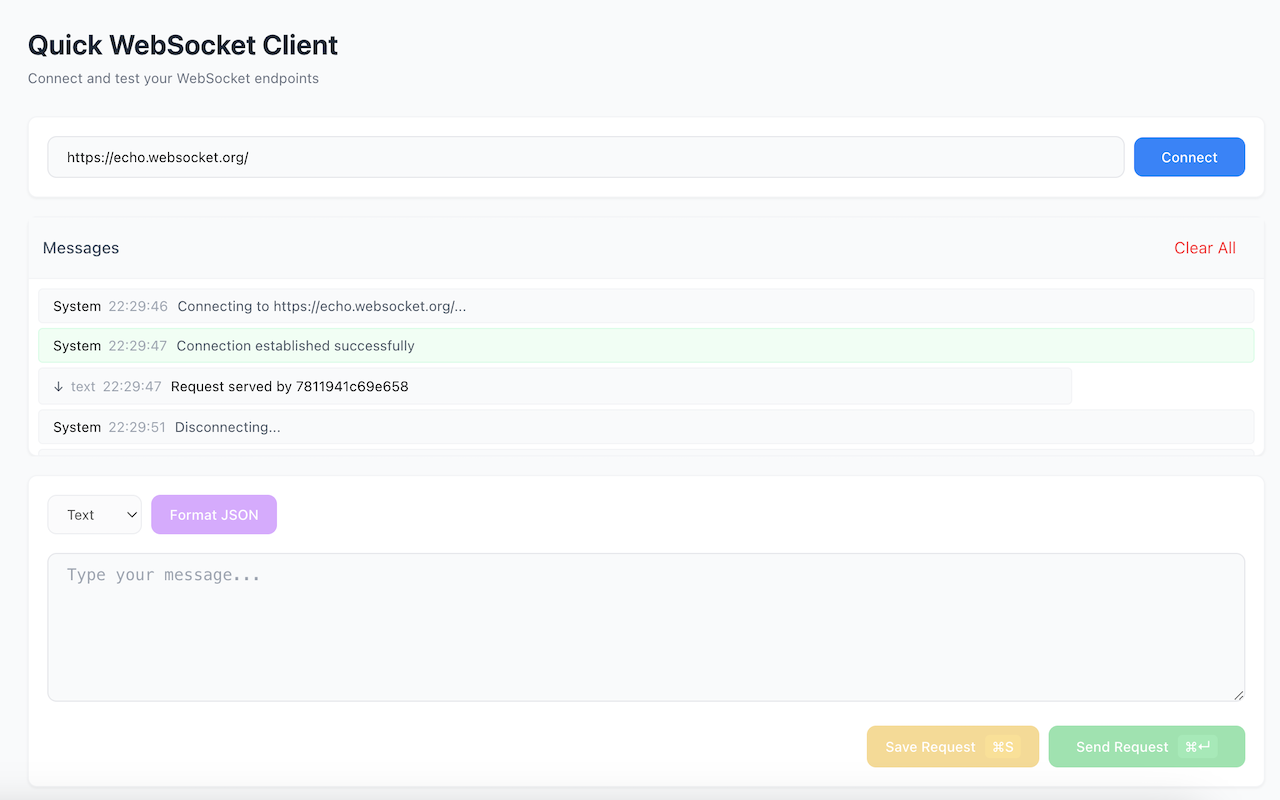 Quick WebSocket Client
Connect and test your WebSocket endpoints
https://echo.websocket.org/ Connect
Messages Clear All
System 22:29:46 Connecting to https://echo.websocket.org/...
System 22:29:47 Connection established successfully
↓ text 22:29:47 Request served by 7811941c69e658
System 22:29:51 Disconnecting...
Text Format JSON
Type your message...
Save Request ⌘S Send Request ⌘↵